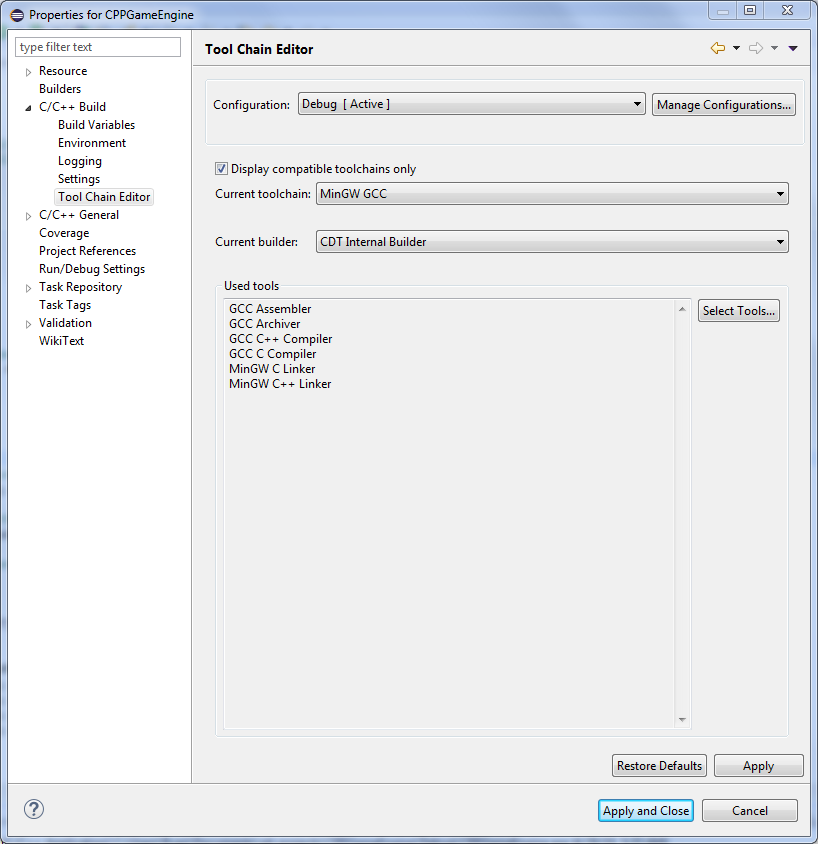 Properties for CPPGameEngine
type filter text
Resource
Builders
C/C++ Build
Build Variables
Environment
Logging
Settings
Tool Chain Editor
C/C++ General
Coverage
Project References
Run/Debug Settings
Task Repository
Task Tags
Validation
WikiText
Tool Chain Editor
Configuration: Debug [ Active ] Manage Configurations...
Display compatible toolchains only
Current toolchain: MinGW GCC
Current builder: CDT Internal Builder
Used tools
GCC Assembler
GCC Archiver
GCC C++ Compiler
GCC C Compiler
MinGW C Linker
MinGW C++ Linker
Select Tools...
Restore Defaults Apply
? Apply and Close Cancel